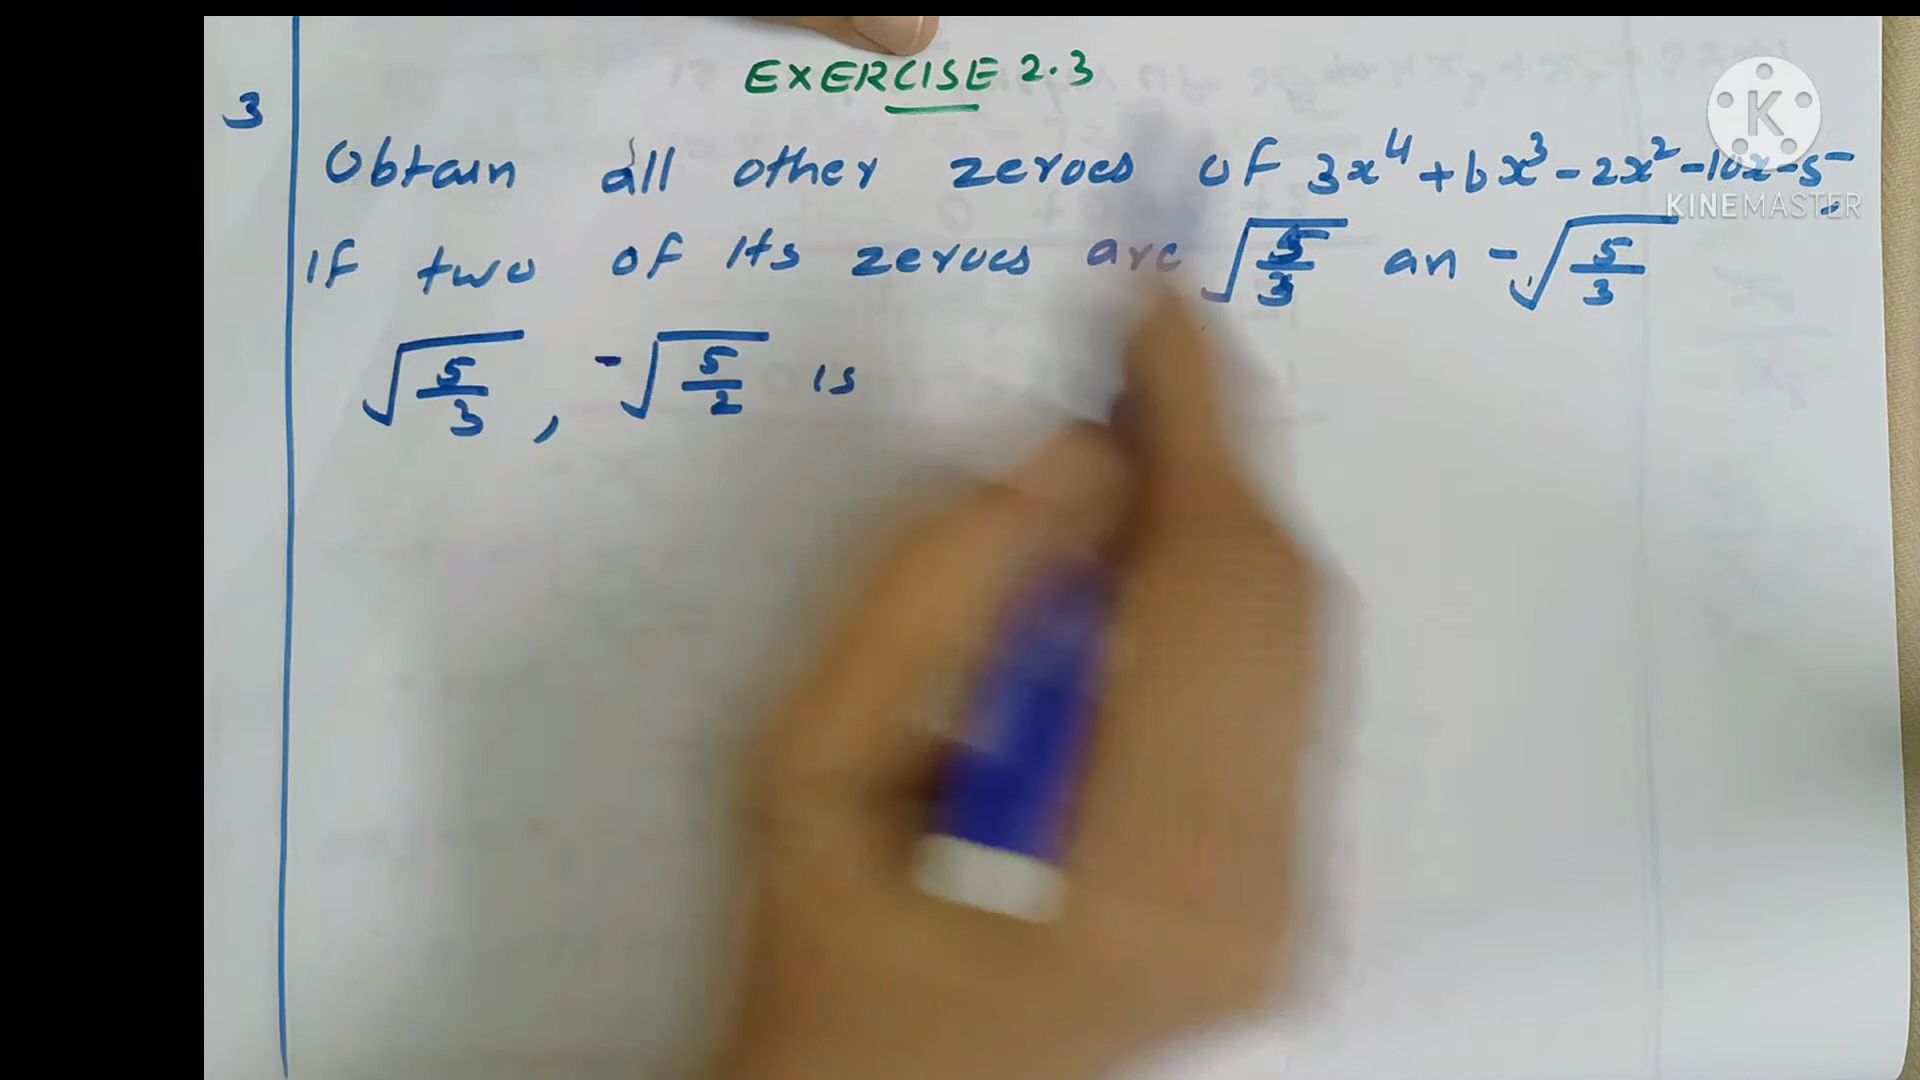 EXERCISE 2.3
3
Obtain all other zeroes of 3x⁴ + 6x³ - 2x² - 10x - 5
If two of its zeroes are √5/3 an -√5/3
√5/3 , -√5/2 is
K
KINEMASTER